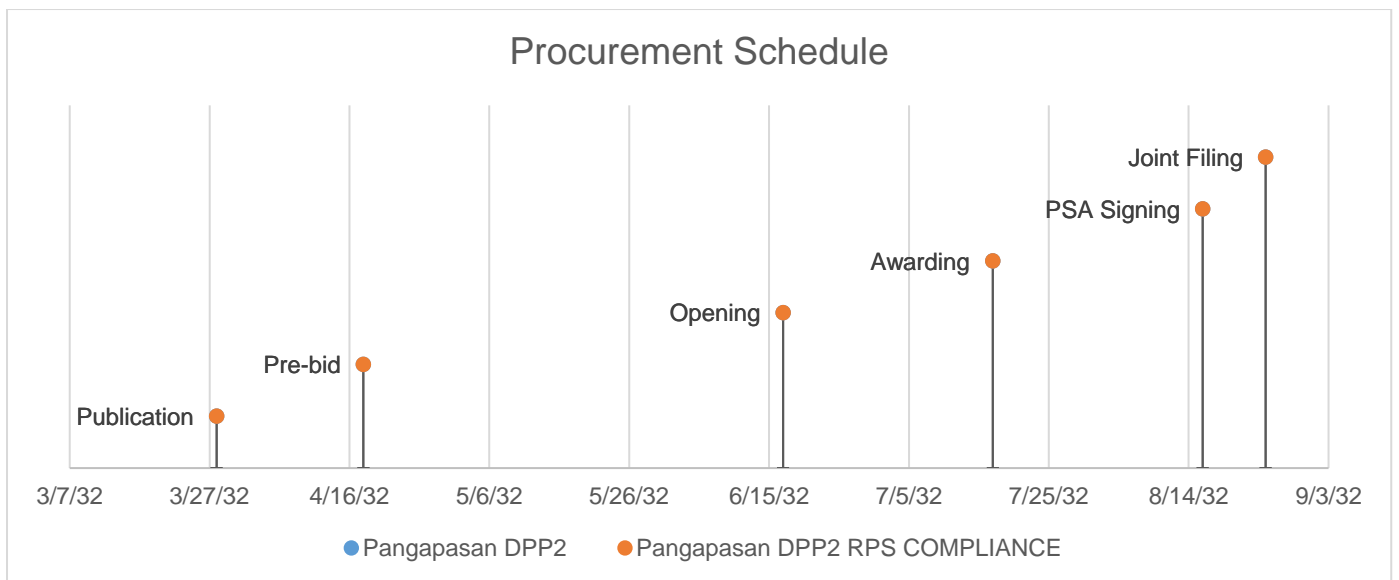 Procurement Schedule
Joint Filing
PSA Signing
Awarding
Opening
Pre-bid
Publication
3/7/32 3/27/32 4/16/32 5/6/32 5/26/32 6/15/32 7/5/32 7/25/32 8/14/32 9/3/32
Pangapasan DPP2 Pangapasan DPP2 RPS COMPLIANCE